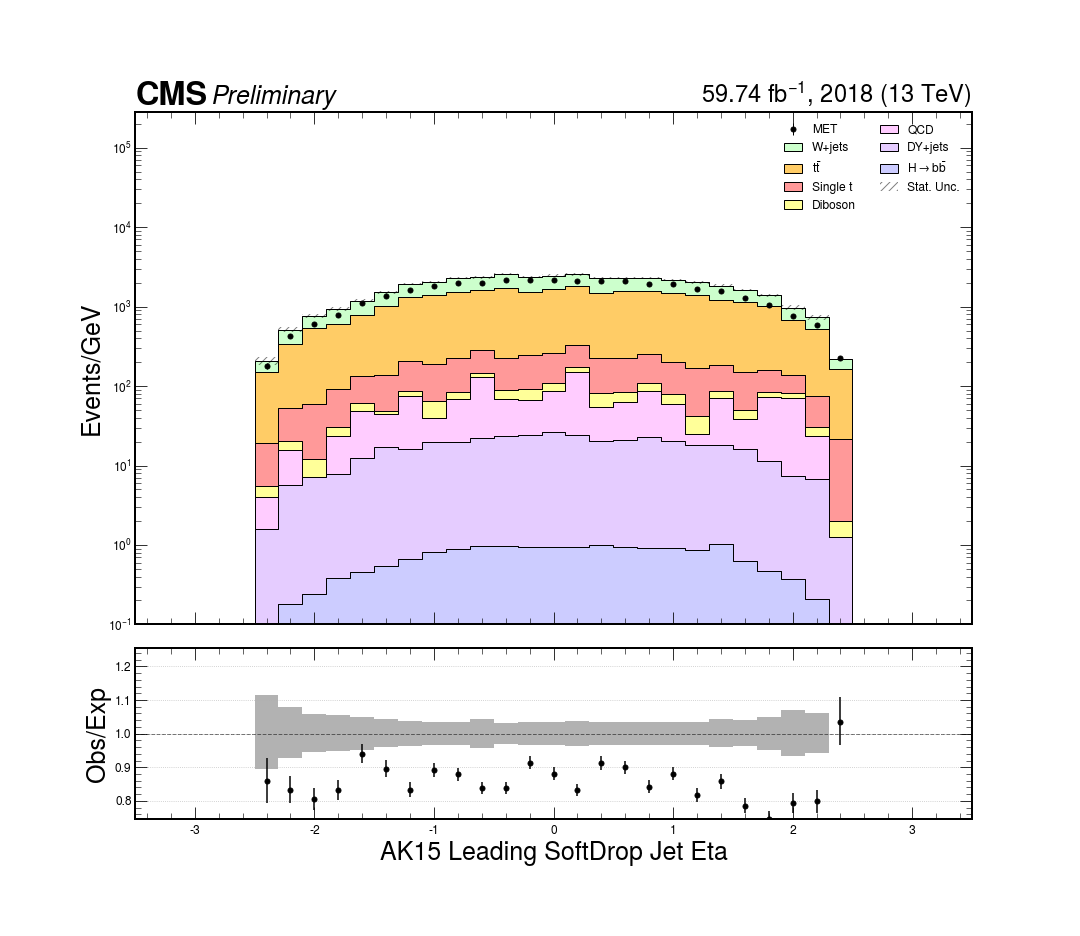 CMS Preliminary
59.74 fb⁻¹, 2018 (13 TeV)
MET
W+jets
tt̄
Single t
Diboson
QCD
DY+jets
H→bb̄
Stat. Unc.
Events/GeV
10⁵
10⁴
10³
10²
10¹
10⁰
10⁻¹
Obs/Exp
1.2
1.1
1.0
0.9
0.8
-3 -2 -1 0 1 2 3
AK15 Leading SoftDrop Jet Eta